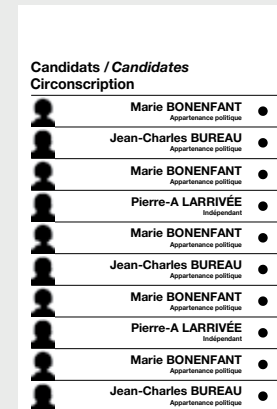 Candidats / Candidates
Circonscription
Marie BONENFANT
Appartenance politique
Jean-Charles BUREAU
Appartenance politique
Marie BONENFANT
Appartenance politique
Pierre-A LARRIVÉE
Indépendant
Marie BONENFANT
Appartenance politique
Jean-Charles BUREAU
Appartenance politique
Marie BONENFANT
Appartenance politique
Pierre-A LARRIVÉE
Indépendant
Marie BONENFANT
Appartenance politique
Jean-Charles BUREAU
Appartenance politique